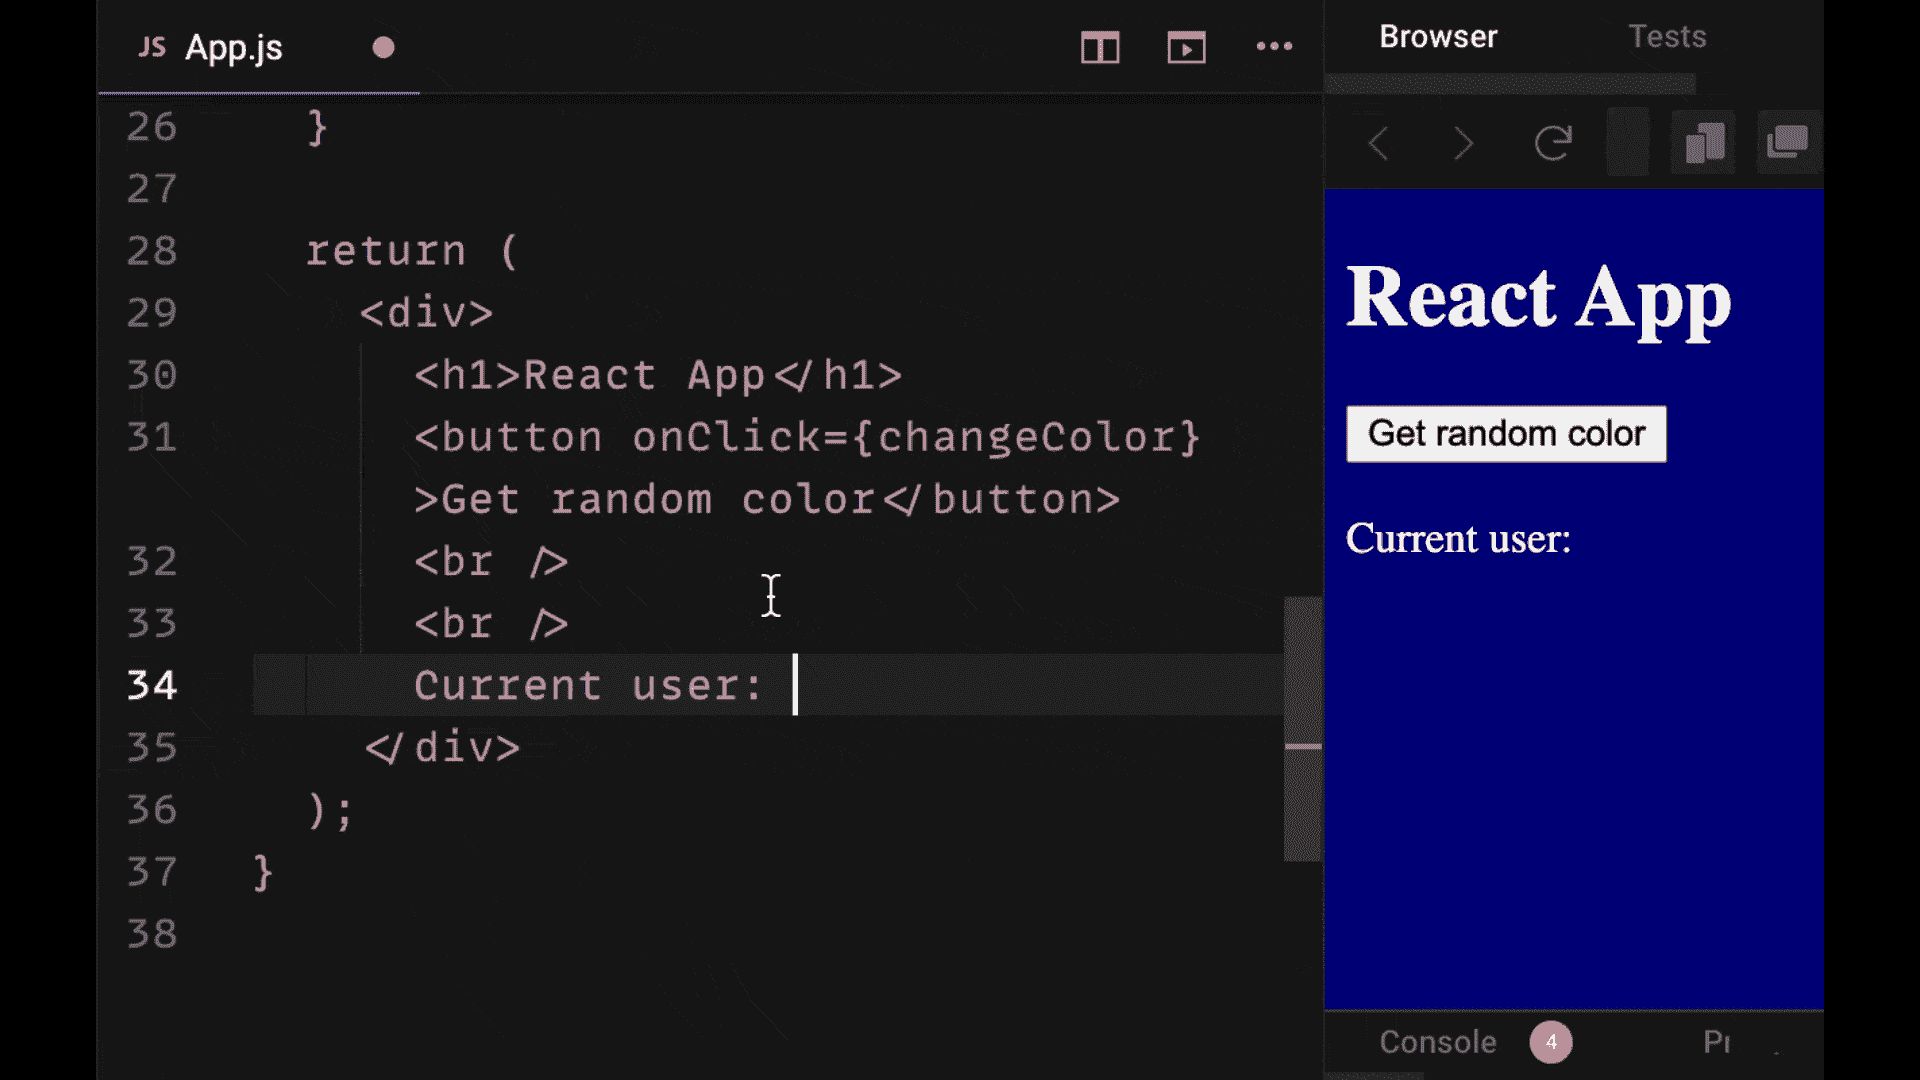 JS App.js
26 }
27
28 return (
29 <div>
30 <h1>React App</h1>
31 <button onClick={changeColor}
>Get random color</button>
32 <br />
33 <br />
34 Current user:
35 </div>
36 );
37 }
38
Browser Tests
React App
Get random color
Current user:
Console 4